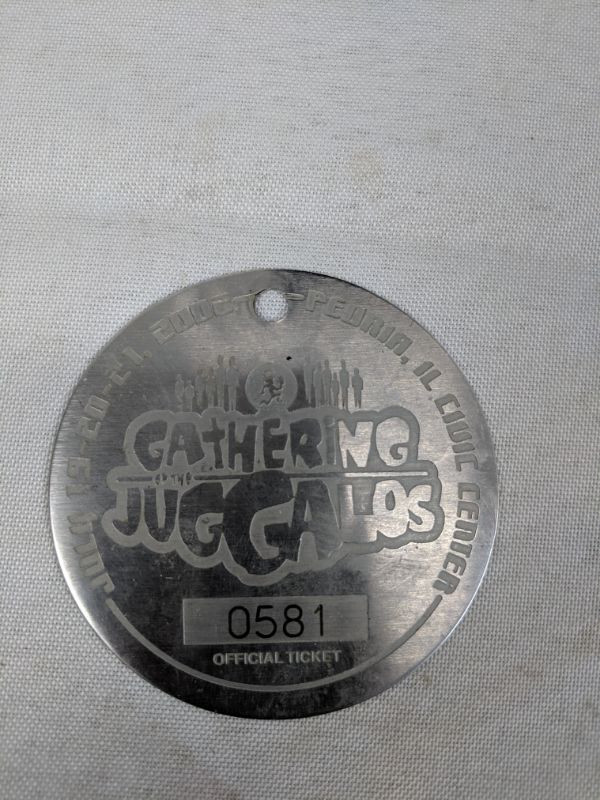 JULY 19-20-21, 2002
PEORIA, IL CIVIC CENTER
GATHERING
JUGGALOS
0581
OFFICIAL TICKET